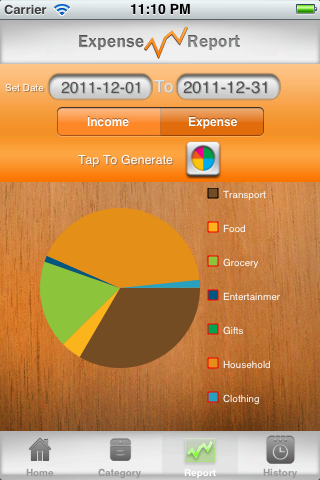 Carrier 11:10 PM
Expense Report
Set Date 2011-12-01 To 2011-12-31
Income Expense
Tap To Generate
Transport
Food
Grocery
Entertainmer
Gifts
Household
Clothing
Home Category Report History